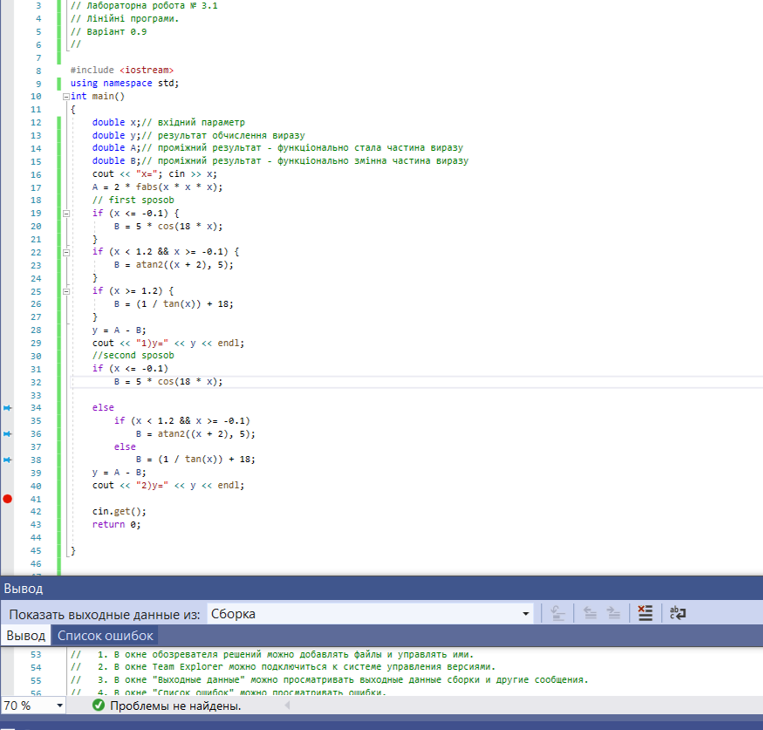 3 // Лабораторна робота № 3.1
4 // Лінійні програми.
5 // Варіант 0.9
6 //
7
8 #include <iostream>
9 using namespace std;
10 int main()
11 {
12 double x;// вхідний параметр
13 double y;// результат обчислення виразу
14 double A;// проміжний результат - функціонально стала частина виразу
15 double B;// проміжний результат - функціонально змінна частина виразу
16 cout << "x="; cin >> x;
17 A = 2 * fabs(x * x * x);
18 // first sposob
19 if (x <= -0.1) {
20 B = 5 * cos(18 * x);
21 }
22 if (x < 1.2 && x >= -0.1) {
23 B = atan2((x + 2), 5);
24 }
25 if (x >= 1.2) {
26 B = (1 / tan(x)) + 18;
27 }
28 y = A - B;
29 cout << "1)y=" << y << endl;
30 //second sposob
31 if (x <= -0.1)
32 B = 5 * cos(18 * x);
33
34 else
35 if (x < 1.2 && x >= -0.1)
36 B = atan2((x + 2), 5);
37 else
38 B = (1 / tan(x)) + 18;
39 y = A - B;
40 cout << "2)y=" << y << endl;
41
42 cin.get();
43 return 0;
44
45 }
46
Вывод
Показать выходные данные из: Сборка
Вывод Список ошибок
53 // 1. В окне обозревателя решений можно добавлять файлы и управлять ими.
54 // 2. В окне Team Explorer можно подключиться к системе управления версиями.
55 // 3. В окне "Выходные данные" можно просматривать выходные данные сборки и другие сообщения.
56 // 4. В окне "Список ошибок" можно просматривать ошибки.
70 % Проблемы не найдены.